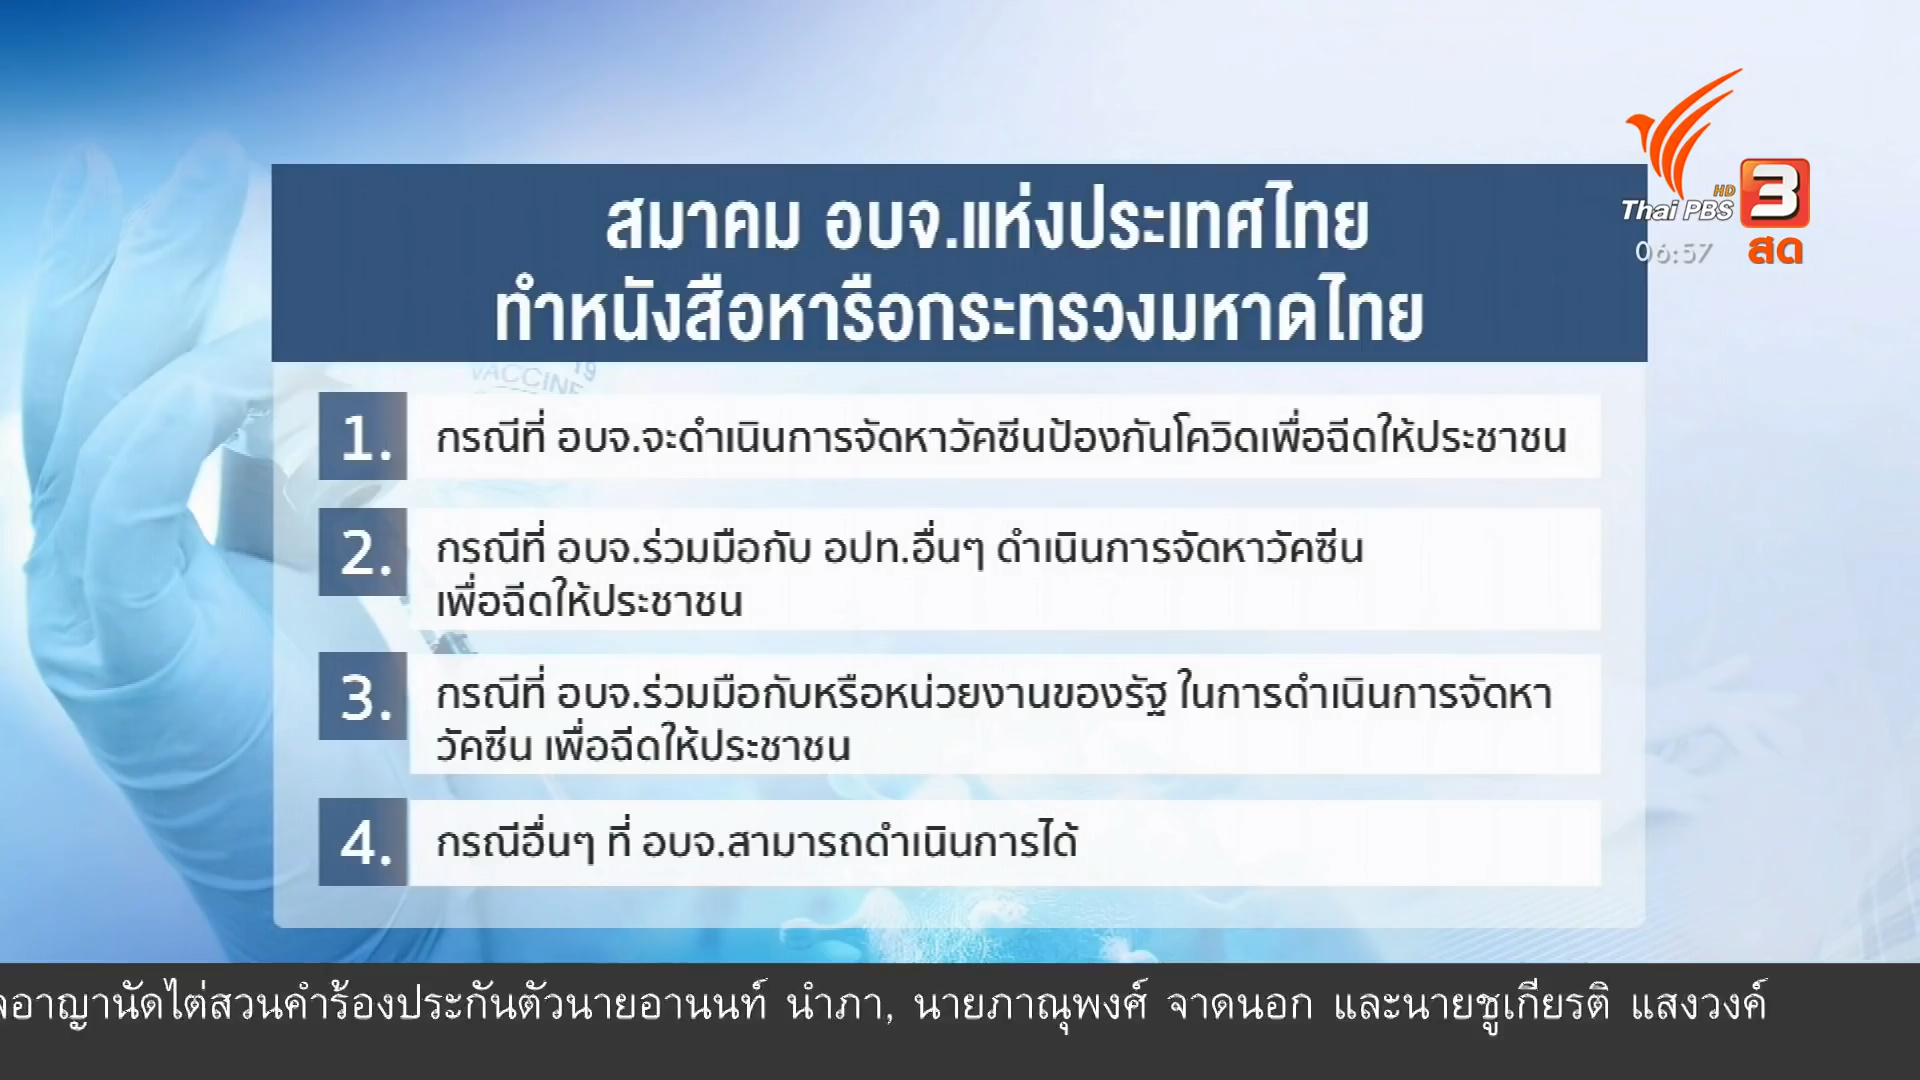 สมาคม อบจ.แห่งประเทศไทย
ทำหนังสือหารือกระทรวงมหาดไทย
HD
Thai PBS 3
06:57 สด
VACCINE
19
1. กรณีที่ อบจ.จะดำเนินการจัดหาวัคซีนป้องกันโควิดเพื่อฉีดให้ประชาชน
2. กรณีที่ อบจ.ร่วมมือกับ อปท.อื่นๆ ดำเนินการจัดหาวัคซีน
เพื่อฉีดให้ประชาชน
3. กรณีที่ อบจ.ร่วมมือกับหรือหน่วยงานของรัฐ ในการดำเนินการจัดหา
วัคซีน เพื่อฉีดให้ประชาชน
4. กรณีอื่นๆ ที่ อบจ.สามารถดำเนินการได้
อาญานัดไต่สวนคำร้องประกันตัวนายอานนท์ นำภา, นายภาณุพงศ์ จาดนอก และนายชูเกียรติ แสงวงค์